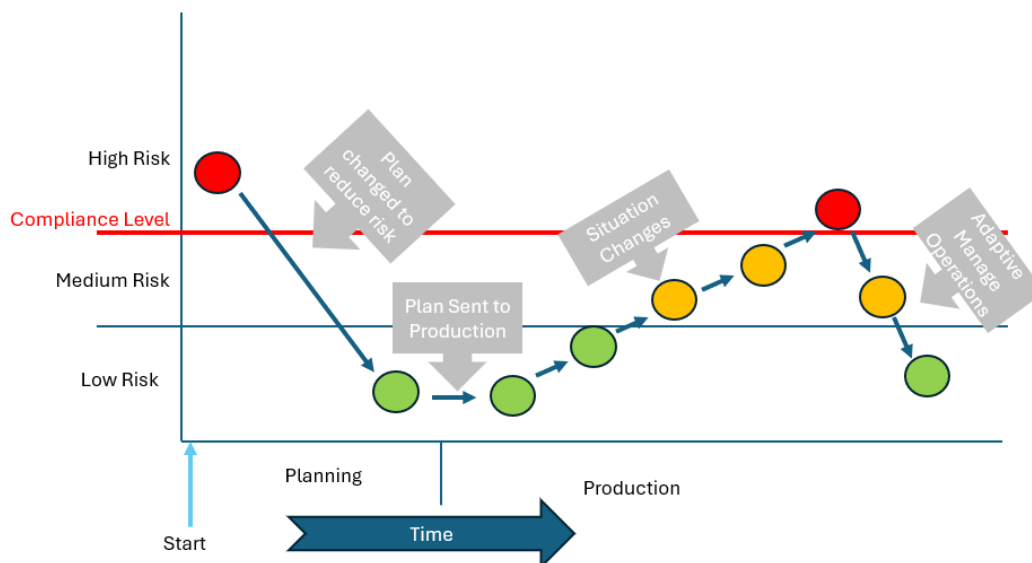 High Risk
Plan
changed to
reduce risk
Compliance Level
Situation
Changes
Adaptive
Manage
Operations
Medium Risk
Plan Sent to
Production
Low Risk
Planning
Production
Time
Start